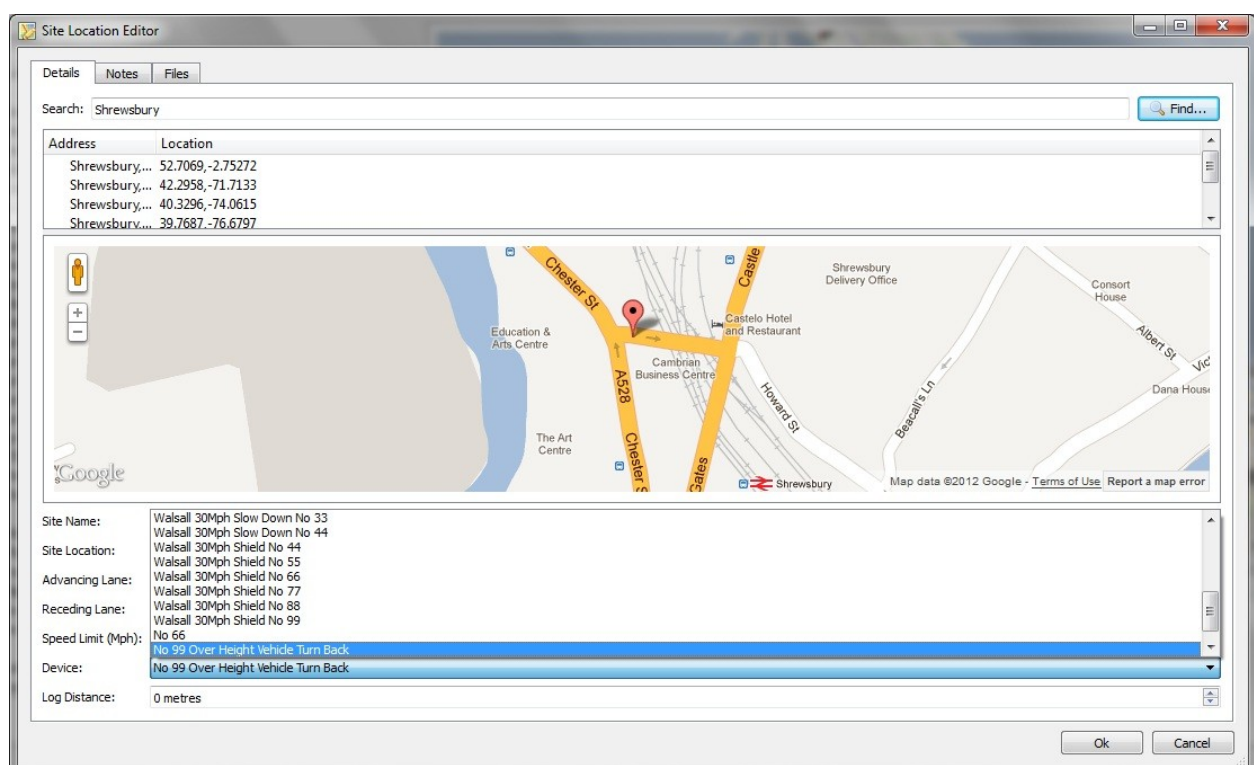 Site Location Editor
Details Notes Files
Search: Shrewsbury Find...
Address Location
Shrewsbury,... 52.7069,-2.75272
Shrewsbury,... 42.2958,-71.7133
Shrewsbury,... 40.3296,-74.0615
Shrewsbury,... 39.7687,-76.6797
Chester St
Castle
Shrewsbury
Delivery Office
Consort
House
Castelo Hotel
and Restaurant
Education &
Arts Centre
Albert St
Cambrian
Business Centre
A528
Howard St
Beacall's Ln
Dana House
The Art
Centre
Chester S
Gates
Shrewsbury
Google
Map data ©2012 Google - Terms of Use Report a map error
Site Name:
Site Location:
Advancing Lane:
Receding Lane:
Speed Limit (Mph):
Walsall 30Mph Slow Down No 33
Walsall 30Mph Slow Down No 44
Walsall 30Mph Shield No 44
Walsall 30Mph Shield No 55
Walsall 30Mph Shield No 66
Walsall 30Mph Shield No 77
Walsall 30Mph Shield No 88
Walsall 30Mph Shield No 99
No 66
No 99 Over Height Vehicle Turn Back
Device: No 99 Over Height Vehicle Turn Back
Log Distance: 0 metres
Ok Cancel